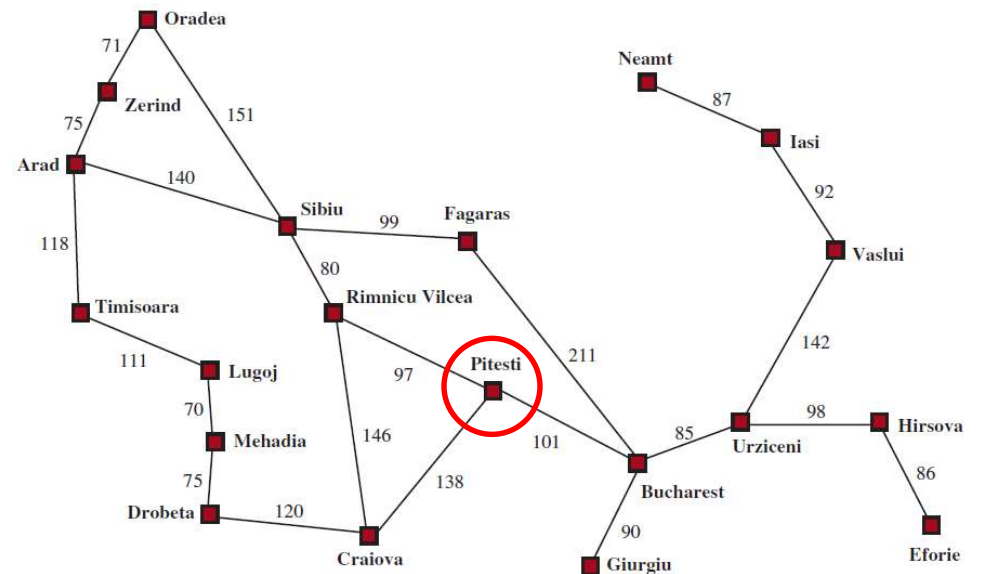 Oradea
71
Neamt
Zerind
87
151
75
Iasi
Arad
140
92
Sibiu
Fagaras
99
118
Vaslui
80
Timisoara
Rimnicu Vilcea
142
111
211
Pitesti
Lugoj
97
98
Hirsova
70
146
101
85
Urziceni
Mehadia
138
86
75
Bucharest
Drobeta
120
90
Craiova
Eforie
Giurgiu